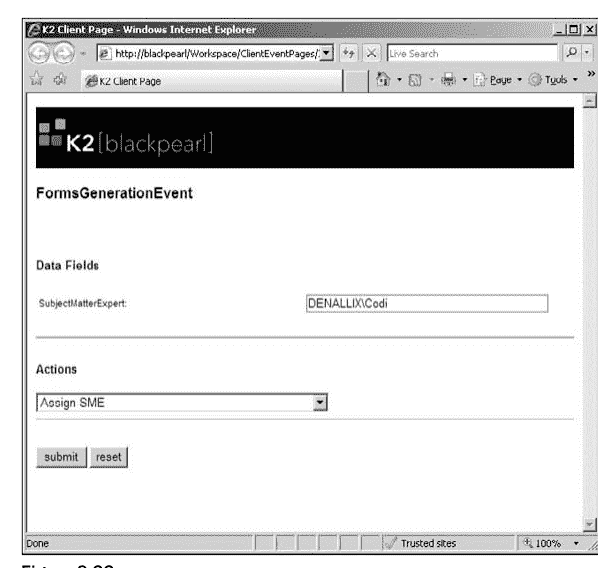 K2 Client Page - Windows Internet Explorer
http://blackpearl/Workspace/ClientEventPages/
Live Search
K2 Client Page
Page
Tools
»
K2[blackpearl]
FormsGenerationEvent
Data Fields
SubjectMatterExpert:
DENALLIX\Codi
Actions
Assign SME
submit
reset
Done
Trusted sites
100%